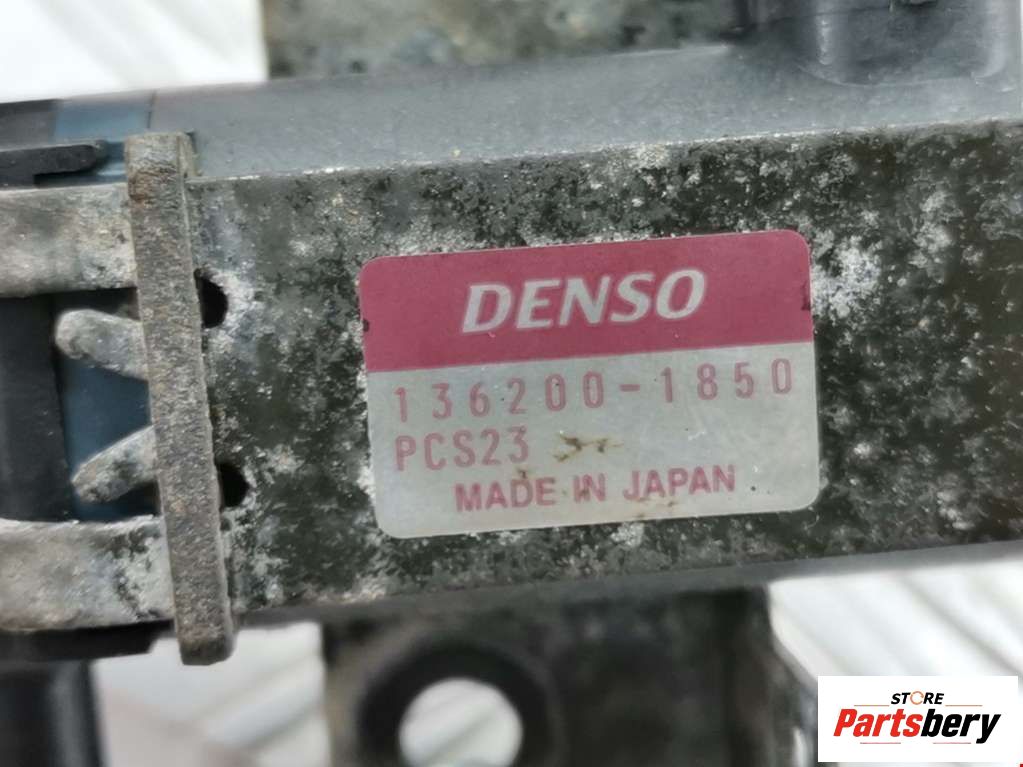 DENSO
136200-1850
PCS23
MADE IN JAPAN
STORE
Partsbery